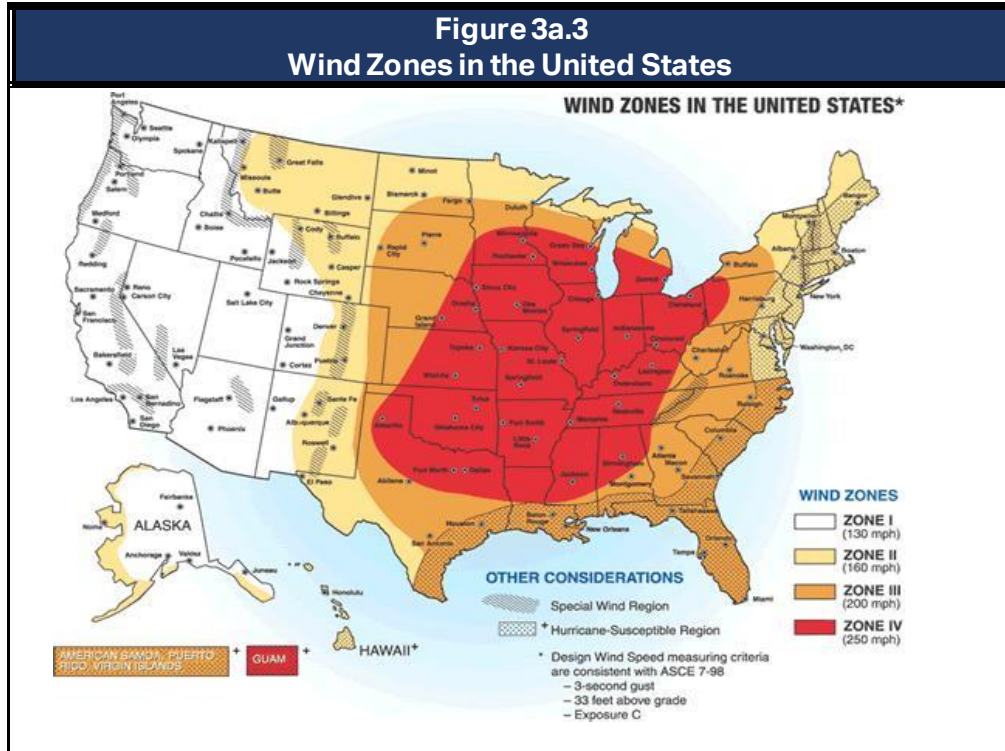 Figure 3a.3
Wind Zones in the United States
WIND ZONES IN THE UNITED STATES*
Port
Angeles
Seattle
Olympia
Spokane
Kalispell
Great Falls
Missoula
Butte
Glendive
Billings
Minot
Bismarck
Fargo
Duluth
Portland
Salem
Medford
Redding
Challis
Boise
Pocatello
Jackson
Cody
Buffalo
Casper
Rock Springs
Cheyenne
Rapid
City
Pierre
Minneapolis
Rochester
Green Bay
Milwaukee
Chicago
Detroit
Cleveland
Buffalo
Harrisburg
Albany
Montpelier
Bangor
Boston
New York
Washington, DC
Sacramento
San
Francisco
Reno
Carson City
Salt Lake City
Grand
Junction
Cortez
Denver
Pueblo
Grand
Island
Omaha
Sioux City
Des
Moines
Topeka
Kansas City
St. Louis
Springfield
Springfield
Indianapolis
Cincinnati
Lexington
Charleston
Roanoke
Raleigh
Bakersfield
Las
Vegas
Los Angeles
San
Bernadino
San
Diego
Flagstaff
Phoenix
Gallup
Santa Fe
Albuquerque
Roswell
El Paso
Wichita
Tulsa
Oklahoma City
Amarillo
Fort Smith
Little
Rock
Memphis
Nashville
Columbia
Atlanta
Macon
Savannah
Birmingham
Montgomery
Jackson
Fort Worth
Dallas
Abilene
Houston
San Antonio
Baton
Rouge
New Orleans
Tallahassee
Orlando
Tampa
Miami
Fairbanks
Nome
ALASKA
Anchorage
Valdez
Juneau
Honolulu
HAWAII+
AMERICAN SAMOA, PUERTO
RICO, VIRGIN ISLANDS
+
GUAM
+
OTHER CONSIDERATIONS
Special Wind Region
+ Hurricane-Susceptible Region
* Design Wind Speed measuring criteria
are consistent with ASCE 7-98
– 3-second gust
– 33 feet above grade
– Exposure C
WIND ZONES
ZONE I
(130 mph)
ZONE II
(160 mph)
ZONE III
(200 mph)
ZONE IV
(250 mph)